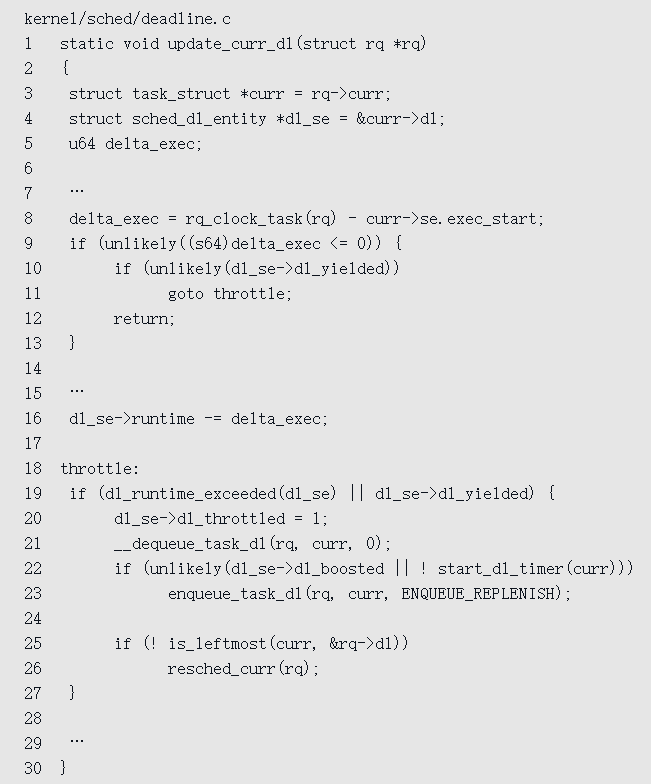 kernel/sched/deadline.c
1 static void update_curr_dl(struct rq *rq)
2 {
3 struct task_struct *curr = rq->curr;
4 struct sched_dl_entity *dl_se = &curr->dl;
5 u64 delta_exec;
6
7 …
8 delta_exec = rq_clock_task(rq) - curr->se.exec_start;
9 if (unlikely((s64)delta_exec <= 0)) {
10 if (unlikely(dl_se->dl_yielded))
11 goto throttle;
12 return;
13 }
14
15 …
16 dl_se->runtime -= delta_exec;
17
18 throttle:
19 if (dl_runtime_exceeded(dl_se) || dl_se->dl_yielded) {
20 dl_se->dl_throttled = 1;
21 __dequeue_task_dl(rq, curr, 0);
22 if (unlikely(dl_se->dl_boosted || ! start_dl_timer(curr)))
23 enqueue_task_dl(rq, curr, ENQUEUE_REPLENISH);
24
25 if (! is_leftmost(curr, &rq->dl))
26 resched_curr(rq);
27 }
28
29 …
30 }